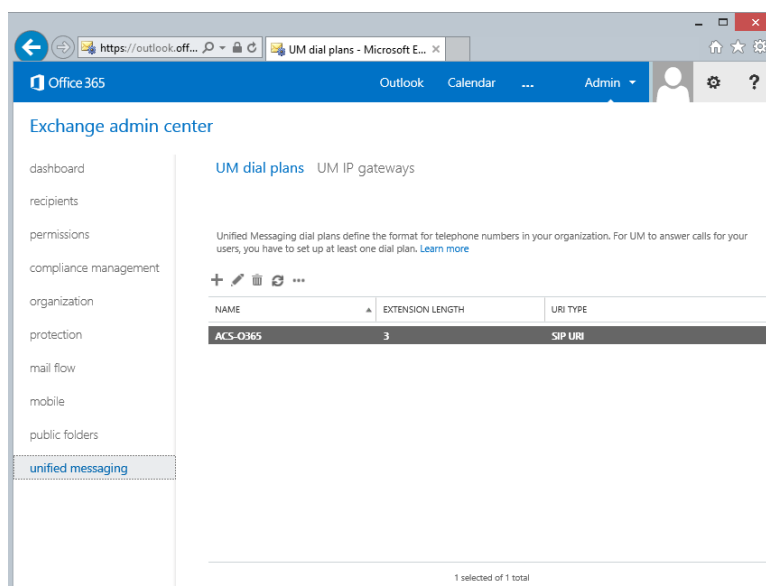 https://outlook.off...
UM dial plans - Microsoft E...
Office 365
Outlook Calendar ... Admin
?
Exchange admin center
dashboard
recipients
permissions
compliance management
organization
protection
mail flow
mobile
public folders
unified messaging
UM dial plans UM IP gateways
Unified Messaging dial plans define the format for telephone numbers in your organization. For UM to answer calls for your
users, you have to set up at least one dial plan. Learn more
NAME EXTENSION LENGTH URI TYPE
ACS-O365 3 SIP URI
1 selected of 1 total